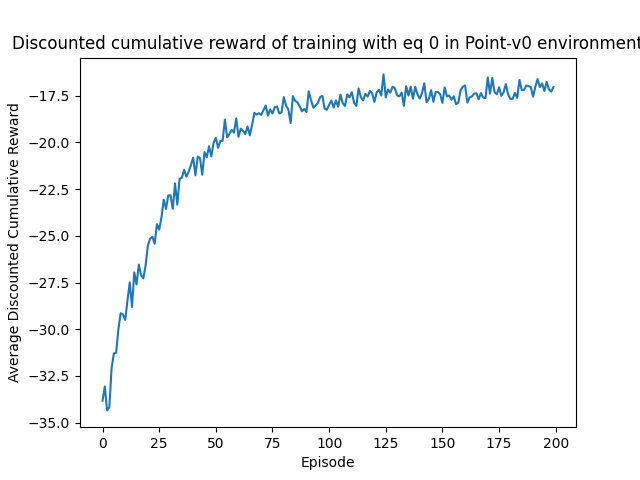 Discounted cumulative reward of training with eq 0 in Point-v0 environment
Average Discounted Cumulative Reward
−17.5
−20.0
−22.5
−25.0
−27.5
−30.0
−32.5
−35.0
0 25 50 75 100 125 150 175 200
Episode